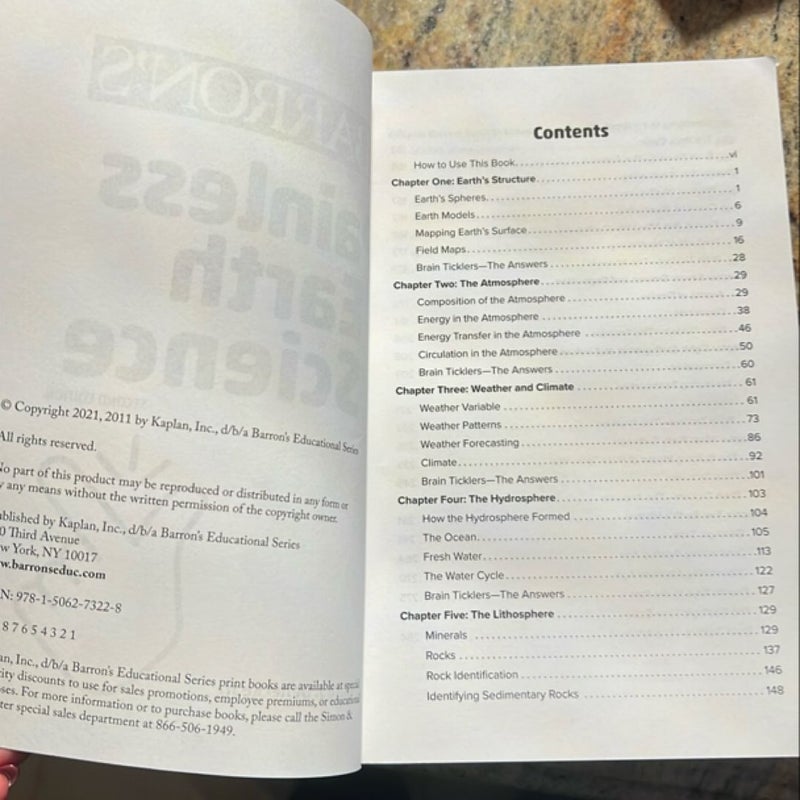 © Copyright 2021, 2011 by Kaplan, Inc., d/b/a Barron's Educational Series
All rights reserved.
No part of this product may be reproduced or distributed in any form or
any means without the written permission of the copyright owner.
Published by Kaplan, Inc., d/b/a Barron's Educational Series
0 Third Avenue
New York, NY 10017
www.barronseduc.com
N: 978-1-5062-7322-8
8 7 6 5 4 3 2 1
Inc., d/b/a Barron's Educational Series print books are available at special
discounts to use for sales promotions, employee premiums, or educational
For more information or to purchase books, please call the Simon &
special sales department at 866-506-1949.
Contents
How to Use This Book vi
Chapter One: Earth's Structure 1
Earth's Spheres 1
Earth Models 6
Mapping Earth's Surface 9
Field Maps 16
Brain Ticklers—The Answers 28
Chapter Two: The Atmosphere 29
Composition of the Atmosphere 29
Energy in the Atmosphere 38
Energy Transfer in the Atmosphere 46
Circulation in the Atmosphere 50
Brain Ticklers—The Answers 60
Chapter Three: Weather and Climate 61
Weather Variable 61
Weather Patterns 73
Weather Forecasting 86
Climate 92
Brain Ticklers—The Answers 101
Chapter Four: The Hydrosphere 103
How the Hydrosphere Formed 104
The Ocean 105
Fresh Water 113
The Water Cycle 122
Brain Ticklers—The Answers 127
Chapter Five: The Lithosphere 129
Minerals 129
Rocks 137
Rock Identification 146
Identifying Sedimentary Rocks 148